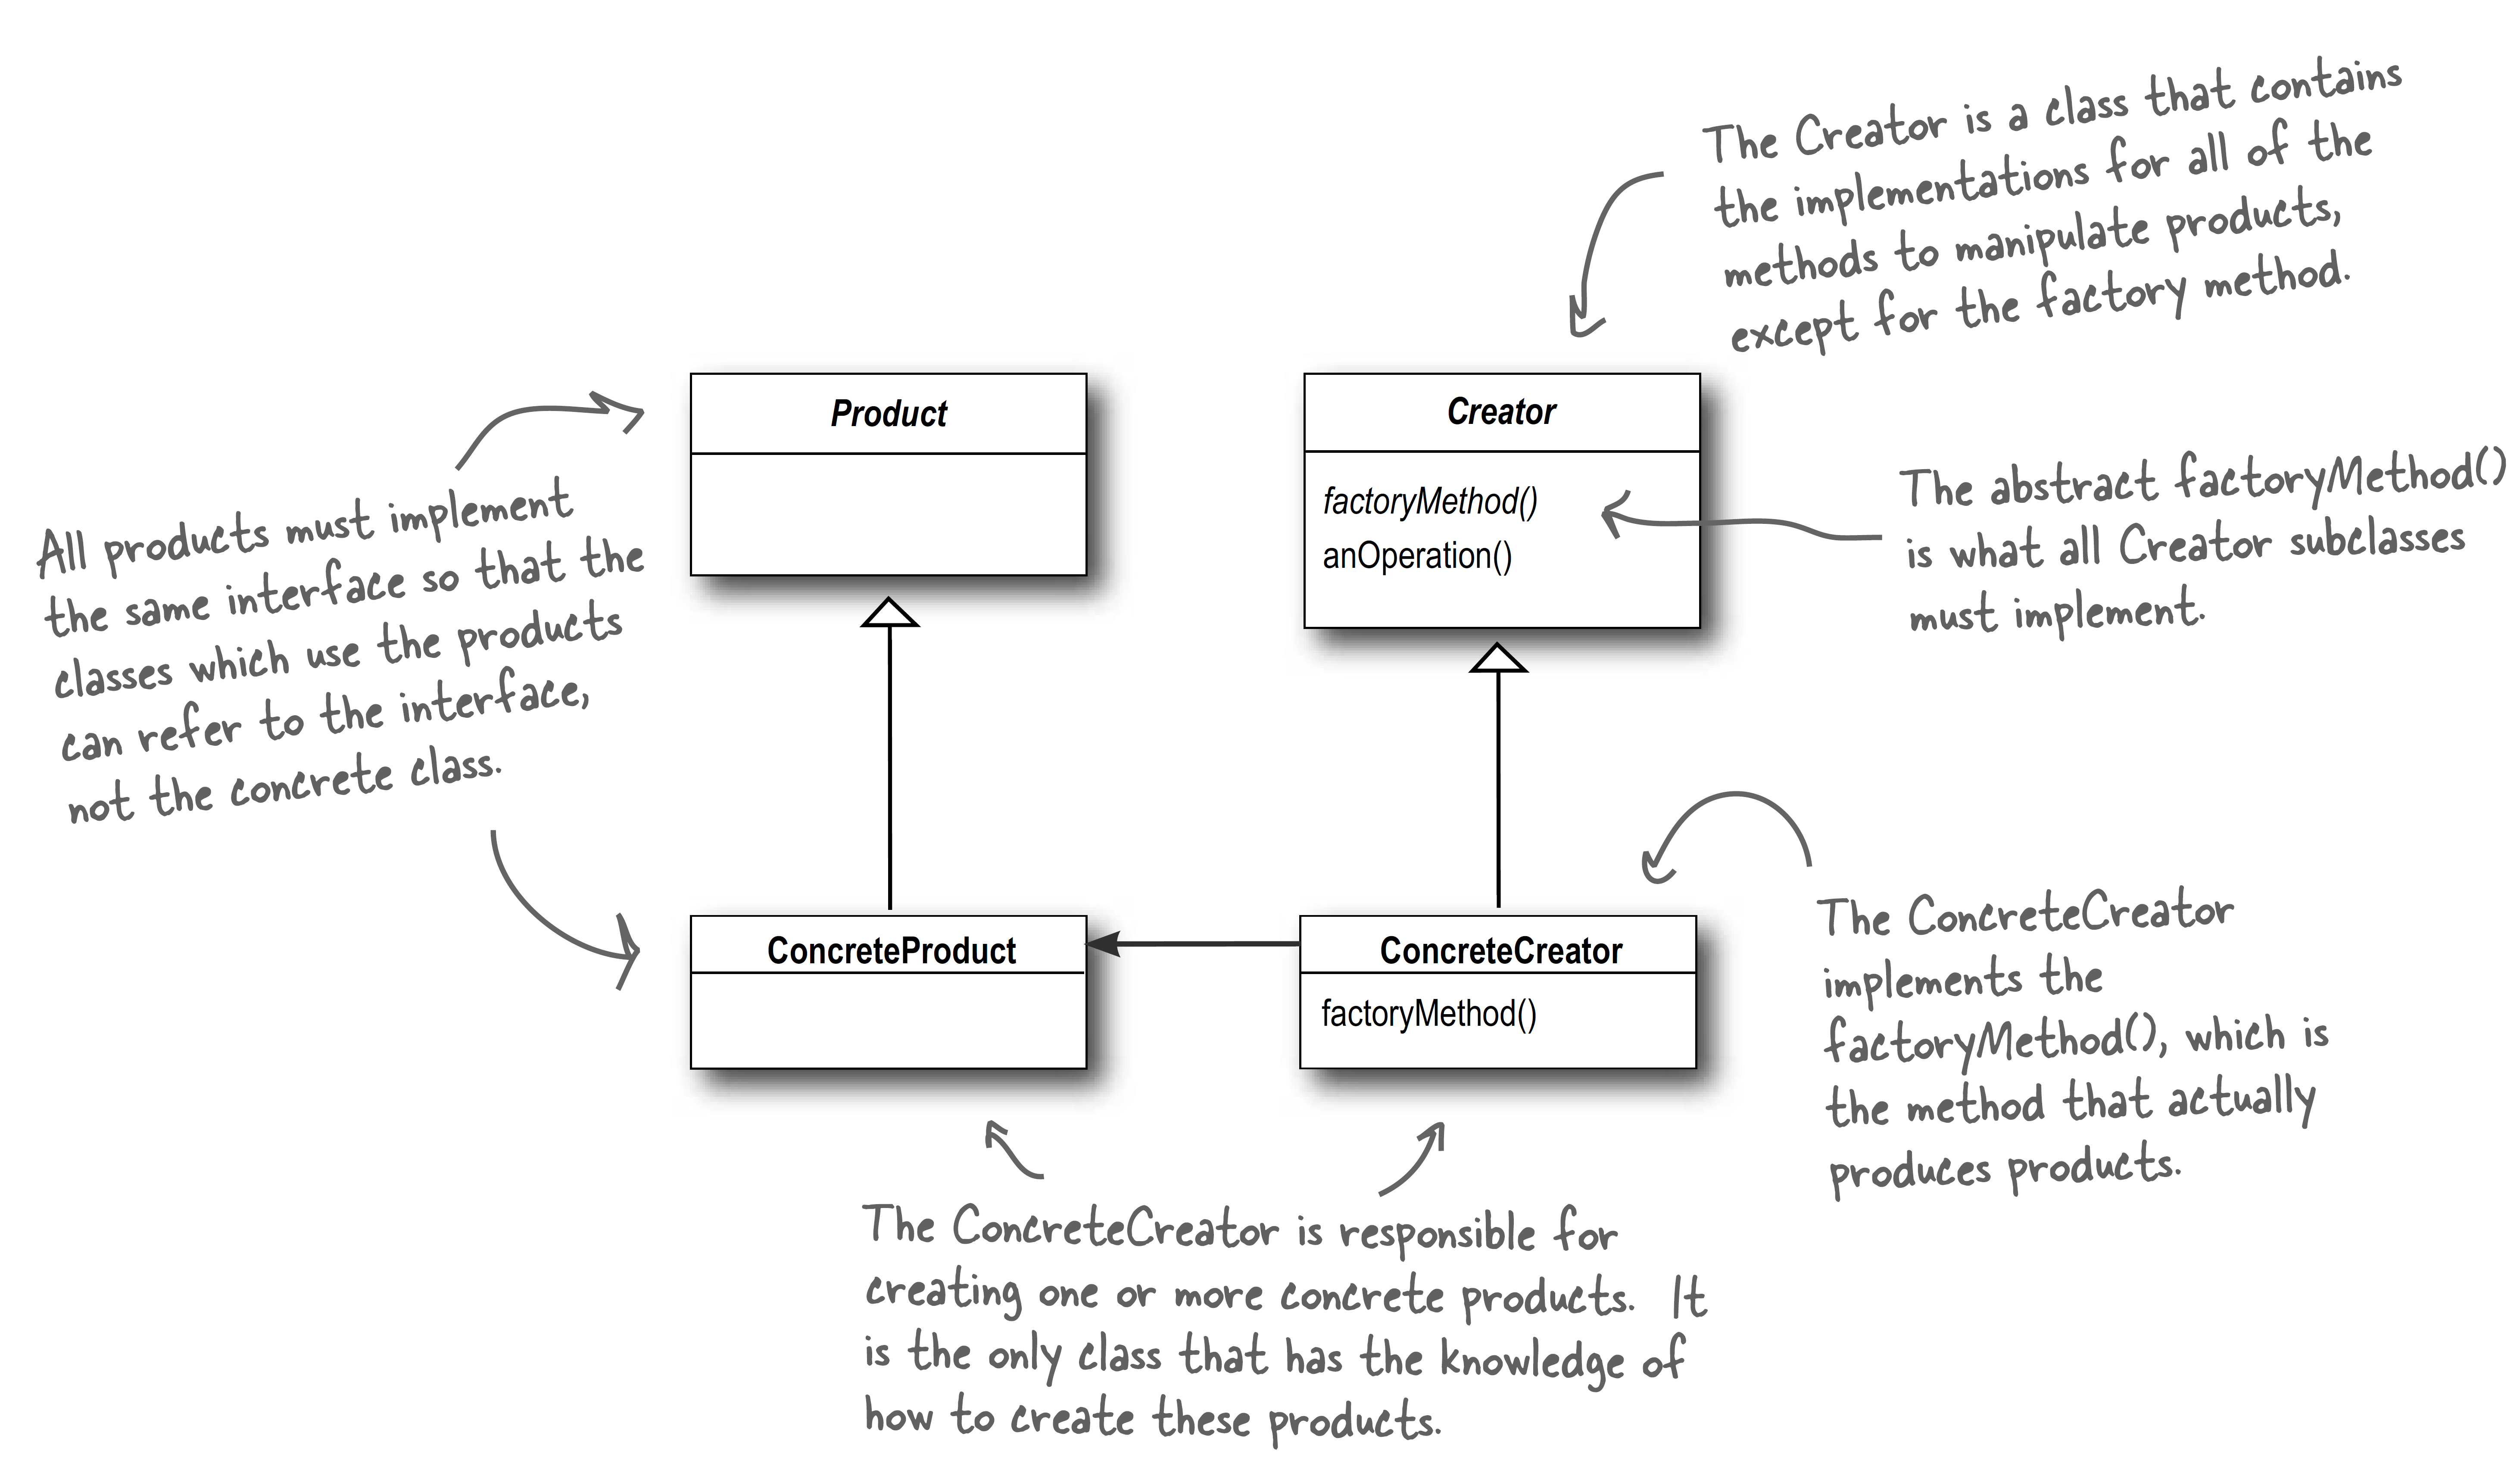 The Creator is a class that contains
the implementations for all of the
methods to manipulate products,
except for the factory method.
Product
Creator
factoryMethod()
anOperation()
The abstract factoryMethod()
is what all Creator subclasses
must implement.
All products must implement
the same interface so that the
classes which use the products
can refer to the interface,
not the concrete class.
ConcreteProduct
ConcreteCreator
factoryMethod()
The ConcreteCreator
implements the
factoryMethod(), which is
the method that actually
produces products.
The ConcreteCreator is responsible for
creating one or more concrete products. It
is the only class that has the knowledge of
how to create these products.